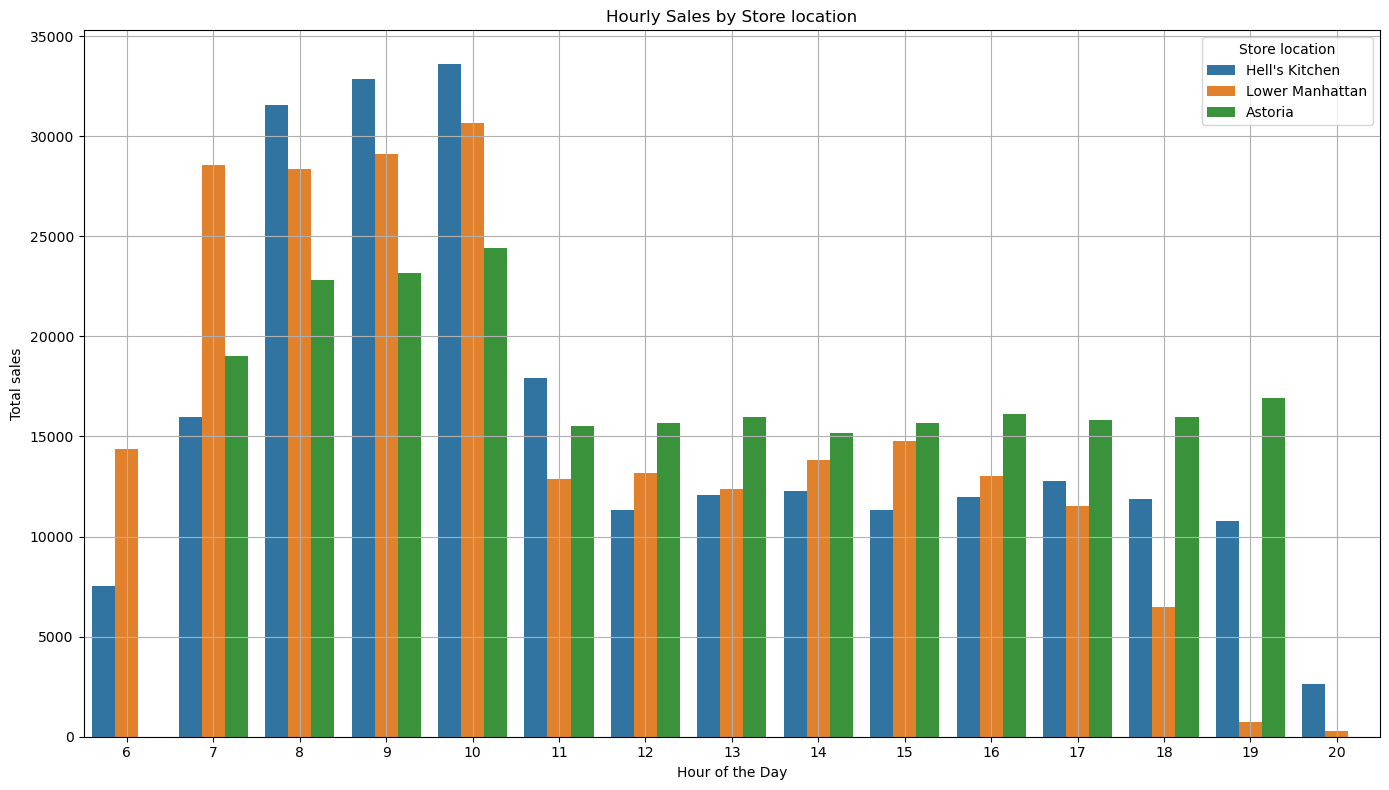 Hourly Sales by Store location
Store location
Hell's Kitchen
Lower Manhattan
Astoria
Total sales
35000
30000
25000
20000
15000
10000
5000
0
6 7 8 9 10 11 12 13 14 15 16 17 18 19 20
Hour of the Day